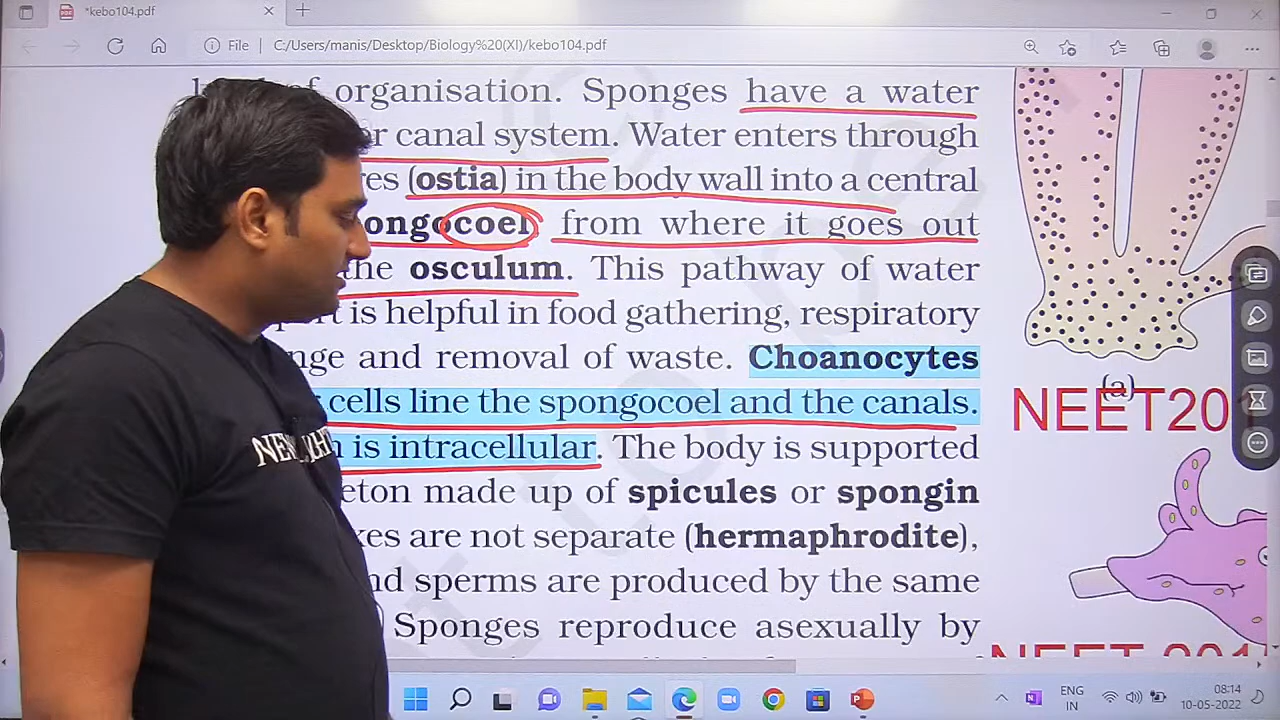 *kebo104.pdf
File
C:/Users/manis/Desktop/Biology%20(XI)/kebo104.pdf
of organisation. Sponges have a water
canal system. Water enters through
(ostia) in the body wall into a central
from where it goes out
the osculum. This pathway of water
is helpful in food gathering, respiratory
and removal of waste. Choanocytes
cells line the spongocoel and the canals.
is intracellular. The body is supported
made up of spicules or spongin
are not separate (hermaphrodite),
sperms are produced by the same
Sponges reproduce asexually by
(a)
NEET20
NEET 201
ENG
IN
08:14
10-05-2022